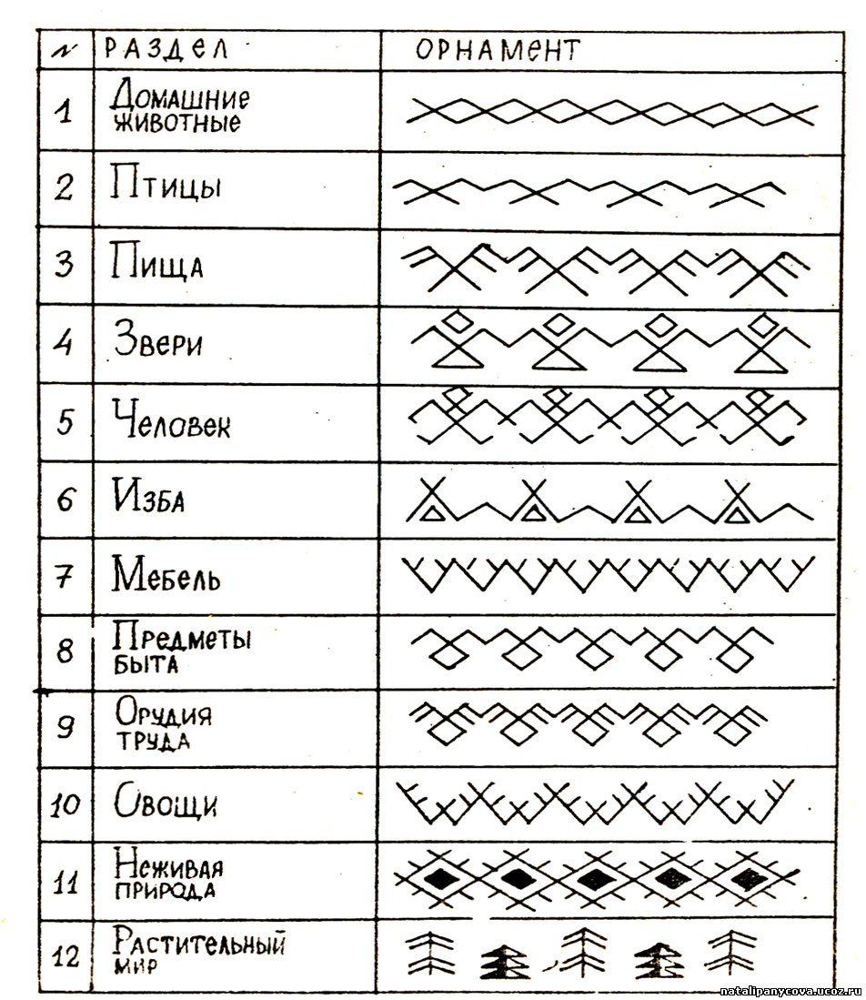 № РАЗДЕЛ ОРНАМЕНТ
1 ДОМАШНИЕ
ЖИВОТНЫЕ
2 ПТИЦЫ
3 ПИЩА
4 ЗВЕРИ
5 ЧЕЛОВЕК
6 ИЗБА
7 МЕБЕЛЬ
8 ПРЕДМЕТЫ
БЫТА
9 ОРУДИЯ
ТРУДА
10 ОВОЩИ
11 НЕЖИВАЯ
ПРИРОДА
12 РАСТИТЕЛЬНЫЙ
МИР
natalipanycova.ucoz.ru